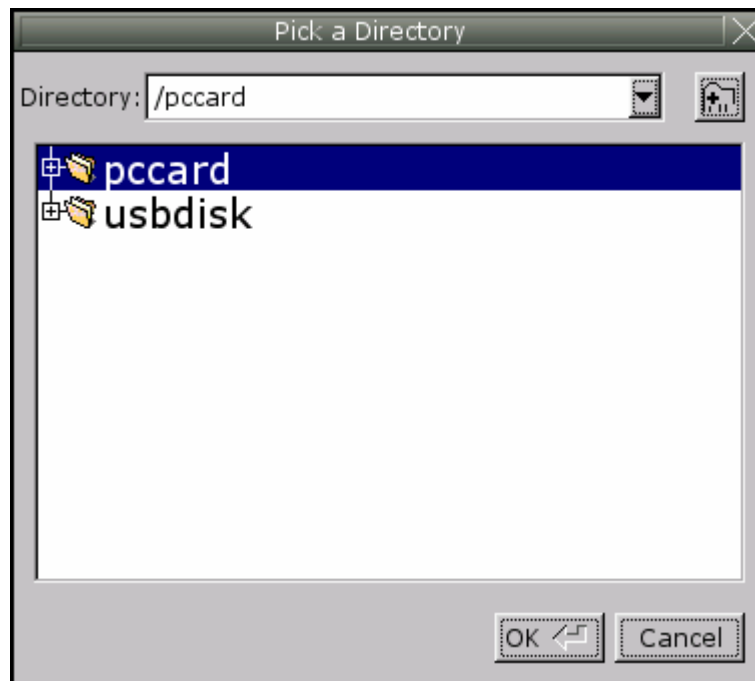 Pick a Directory
Directory: /pccard
pccard
usbdisk
OK Cancel